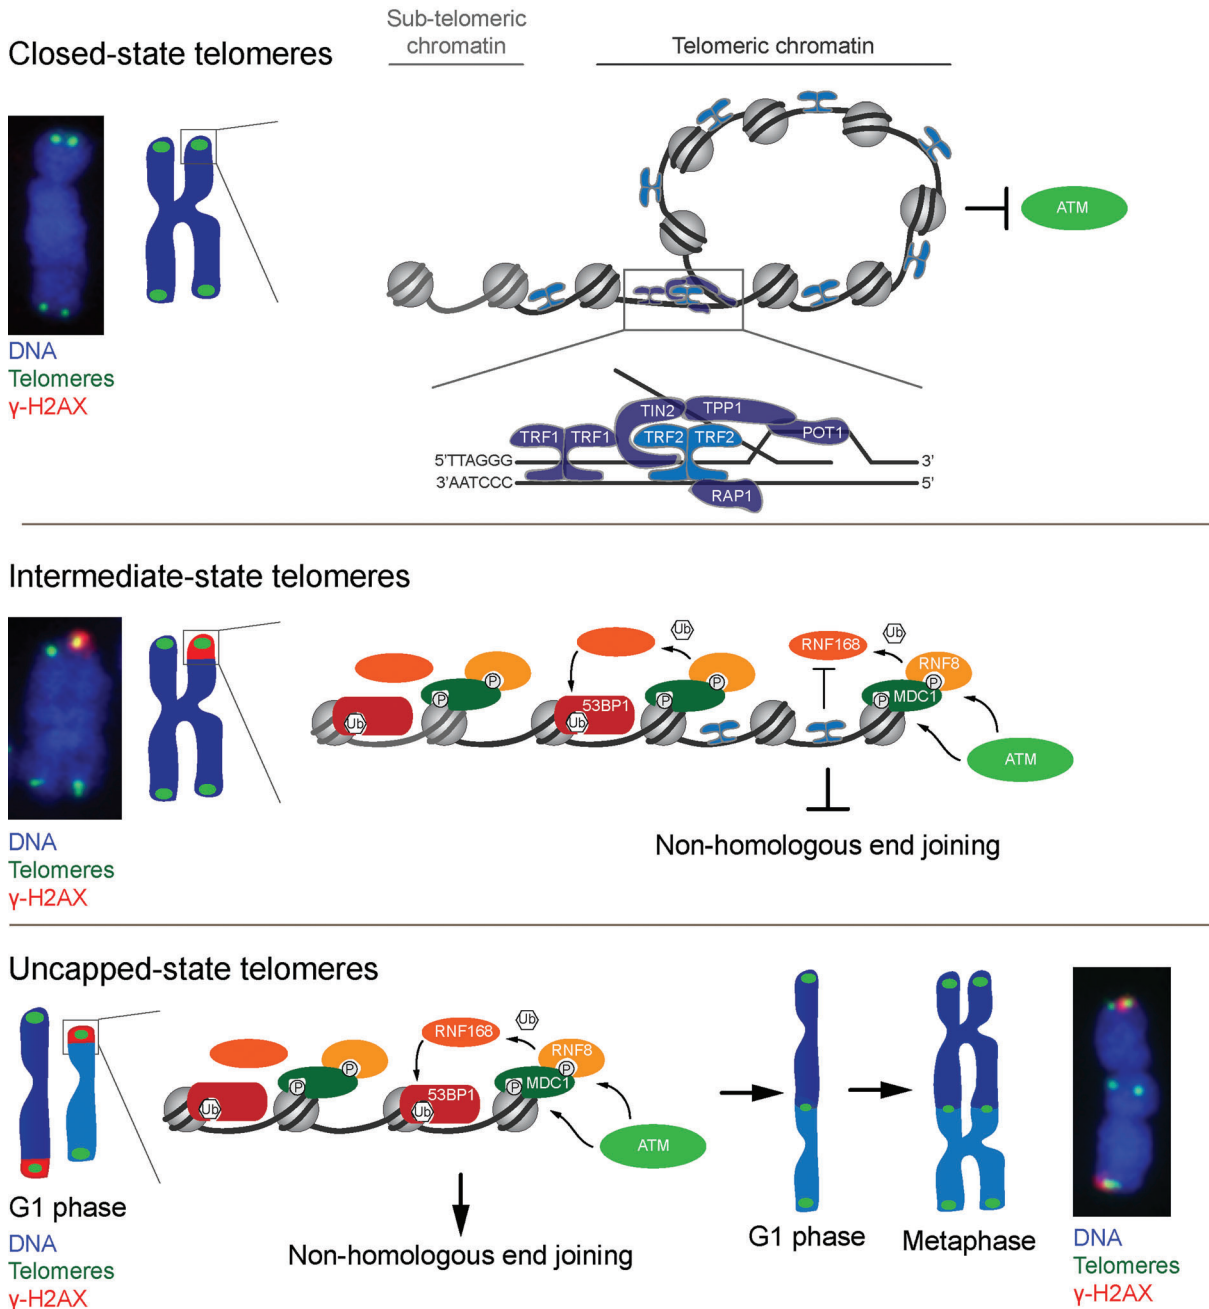 Closed-state telomeres
Sub-telomeric
chromatin
Telomeric chromatin
ATM
DNA
Telomeres
γ-H2AX
TIN2
TPP1
TRF1
TRF1
TRF2
TRF2
POT1
5'TTAGGG
3'
3'AATCCC
5'
RAP1
Intermediate-state telomeres
Ub
Ub
RNF168
RNF8
P
P
P
P
P
MDC1
P
53BP1
Ub
Ub
ATM
DNA
Telomeres
γ-H2AX
Non-homologous end joining
Uncapped-state telomeres
RNF168
Ub
RNF8
P
P
P
MDC1
P
53BP1
Ub
Ub
ATM
G1 phase
DNA
Telomeres
γ-H2AX
Non-homologous end joining
G1 phase
Metaphase
DNA
Telomeres
γ-H2AX